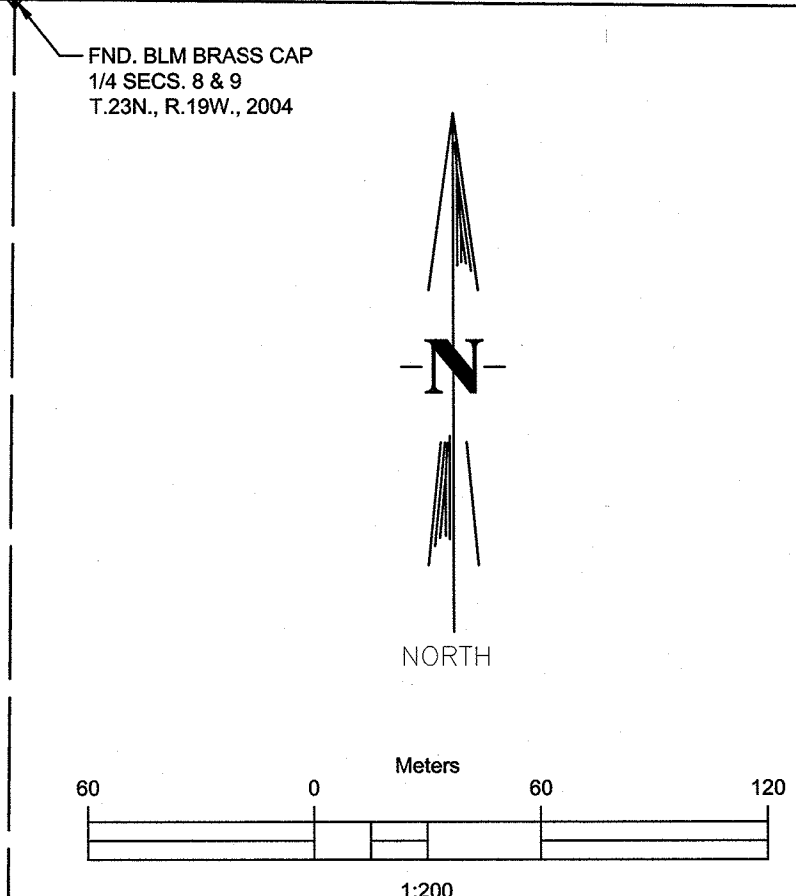 FND. BLM BRASS CAP
1/4 SECS. 8 & 9
T.23N., R.19W., 2004
N
NORTH
Meters
60 0 60 120
1:200